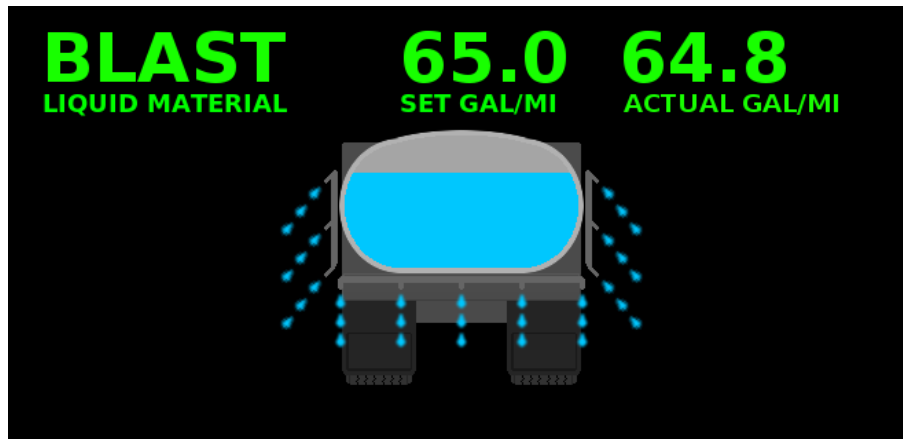 BLAST 65.0 64.8
LIQUID MATERIAL SET GAL/MI ACTUAL GAL/MI